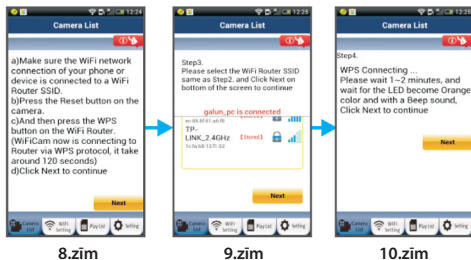 12:24
Camera List
a)Make sure the WiFi network
connection of your phone or
device is connected to a WiFi
Router SSID.
b)Press the Reset button on the
camera.
c)And then press the WPS
button on the WiFi Router.
(WiFiCam now is connecting to
Router via WPS protocol, it take
around 120 seconds)
d)Click Next to continue
Next
Camera List
WiFi Setting
Play List
Setting
8.zīm
12:25
Camera List
Step3.
Please select the WiFi Router SSID
same as Step2. and Click Next on
bottom of the screen to continue
galun_pc is connected
TP-
LINK_2.4GHz
[Stored]
Next
Camera List
WiFi Setting
Play List
Setting
9.zīm
12:25
Camera List
Step4.
WPS Connecting ...
Please wait 1~2 minutes, and
wait for the LED become Orange
color and with a Beep sound,
Click Next to continue
Next
Camera List
WiFi Setting
Play List
Setting
10.zīm